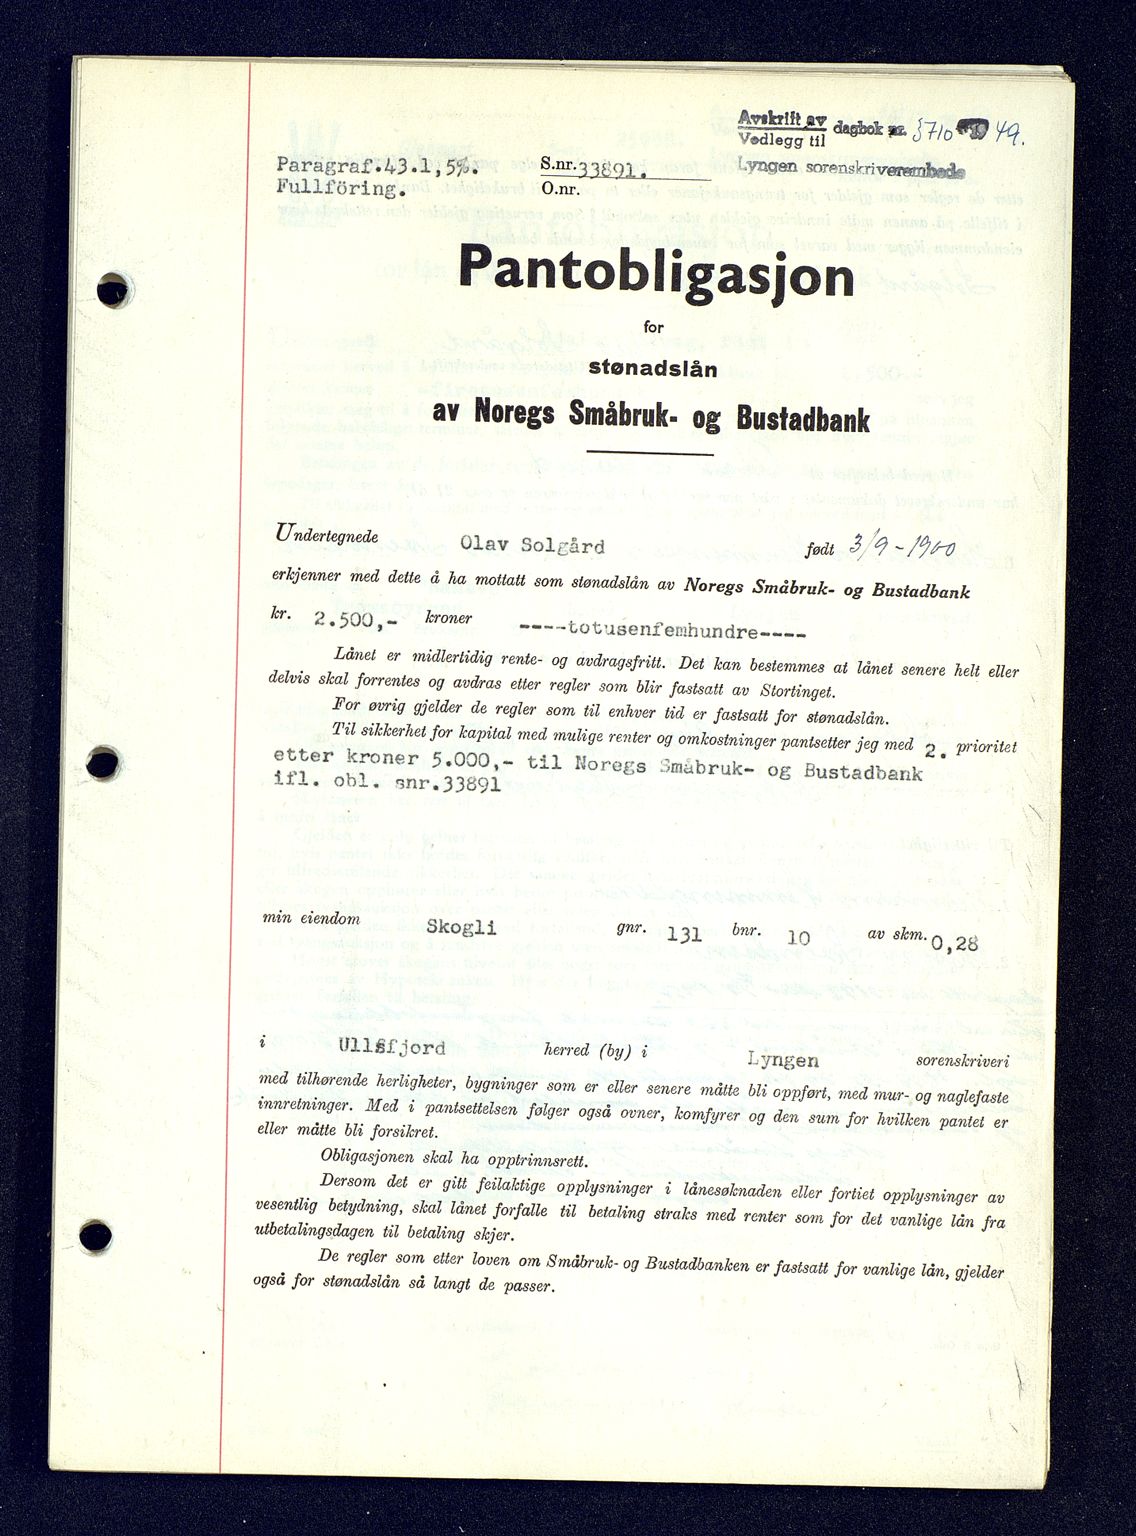 Avskrift av
Vedlegg til dagbok nr. 3710 19 49.
Lyngen sorenskriverembede
Paragraf.43.1,5%. S.nr. 33891.
Fullföring. O.nr.
Pantobligasjon
for
stønadslån
av Noregs Småbruk- og Bustadbank
Undertegnede Olav Solgård født 3/9-1900
erkjenner med dette å ha mottatt som stønadslån av Noregs Småbruk- og Bustadbank
kr. 2.500,- kroner ----totusenfemhundre----
Lånet er midlertidig rente- og avdragsfritt. Det kan bestemmes at lånet senere helt eller
delvis skal forrentes og avdras etter regler som blir fastsatt av Stortinget.
For øvrig gjelder de regler som til enhver tid er fastsatt for stønadslån.
Til sikkerhet for kapital med mulige renter og omkostninger pantsetter jeg med 2. prioritet
etter kroner 5.000,- til Noregs Småbruk- og Bustadbank
ifl. obl. snr.33891
min eiendom Skogli gnr. 131 bnr. 10 av skm. 0,28
i Ullsfjord herred (by) i Lyngen sorenskriveri
med tilhørende herligheter, bygninger som er eller senere måtte bli oppført, med mur- og naglefaste
innretninger. Med i pantsettelsen følger også ovner, komfyrer og den sum for hvilken pantet er
eller måtte bli forsikret.
Obligasjonen skal ha opptrinnsrett.
Dersom det er gitt feilaktige opplysninger i lånesøknaden eller fortiet opplysninger av
vesentlig betydning, skal lånet forfalle til betaling straks med renter som for det vanlige lån fra
utbetalingsdagen til betaling skjer.
De regler som etter loven om Småbruk- og Bustadbanken er fastsatt for vanlige lån, gjelder
også for stønadslån så langt de passer.